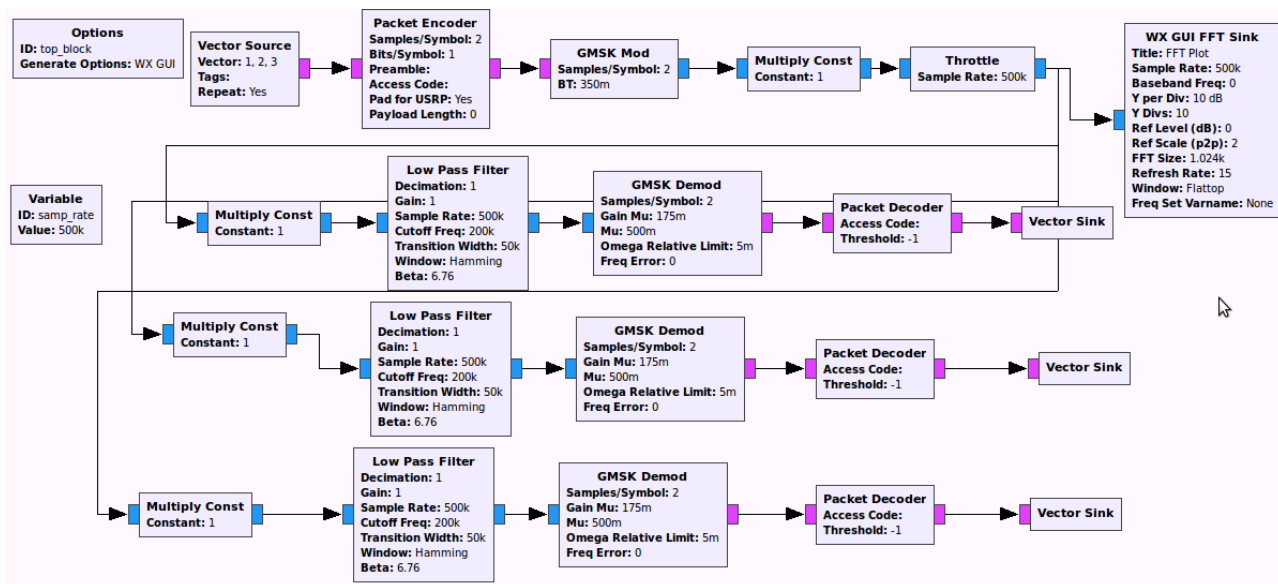 Options
ID: top_block
Generate Options: WX GUI
Vector Source
Vector: 1, 2, 3
Tags:
Repeat: Yes
Packet Encoder
Samples/Symbol: 2
Bits/Symbol: 1
Preamble:
Access Code:
Pad for USRP: Yes
Payload Length: 0
GMSK Mod
Samples/Symbol: 2
BT: 350m
Multiply Const
Constant: 1
Throttle
Sample Rate: 500k
WX GUI FFT Sink
Title: FFT Plot
Sample Rate: 500k
Baseband Freq: 0
Y per Div: 10 dB
Y Divs: 10
Ref Level (dB): 0
Ref Scale (p2p): 2
FFT Size: 1.024k
Refresh Rate: 15
Window: Flattop
Freq Set Varname: None
Variable
ID: samp_rate
Value: 500k
Multiply Const
Constant: 1
Low Pass Filter
Decimation: 1
Gain: 1
Sample Rate: 500k
Cutoff Freq: 200k
Transition Width: 50k
Window: Hamming
Beta: 6.76
GMSK Demod
Samples/Symbol: 2
Gain Mu: 175m
Mu: 500m
Omega Relative Limit: 5m
Freq Error: 0
Packet Decoder
Access Code:
Threshold: -1
Vector Sink
Multiply Const
Constant: 1
Low Pass Filter
Decimation: 1
Gain: 1
Sample Rate: 500k
Cutoff Freq: 200k
Transition Width: 50k
Window: Hamming
Beta: 6.76
GMSK Demod
Samples/Symbol: 2
Gain Mu: 175m
Mu: 500m
Omega Relative Limit: 5m
Freq Error: 0
Packet Decoder
Access Code:
Threshold: -1
Vector Sink
Multiply Const
Constant: 1
Low Pass Filter
Decimation: 1
Gain: 1
Sample Rate: 500k
Cutoff Freq: 200k
Transition Width: 50k
Window: Hamming
Beta: 6.76
GMSK Demod
Samples/Symbol: 2
Gain Mu: 175m
Mu: 500m
Omega Relative Limit: 5m
Freq Error: 0
Packet Decoder
Access Code:
Threshold: -1
Vector Sink